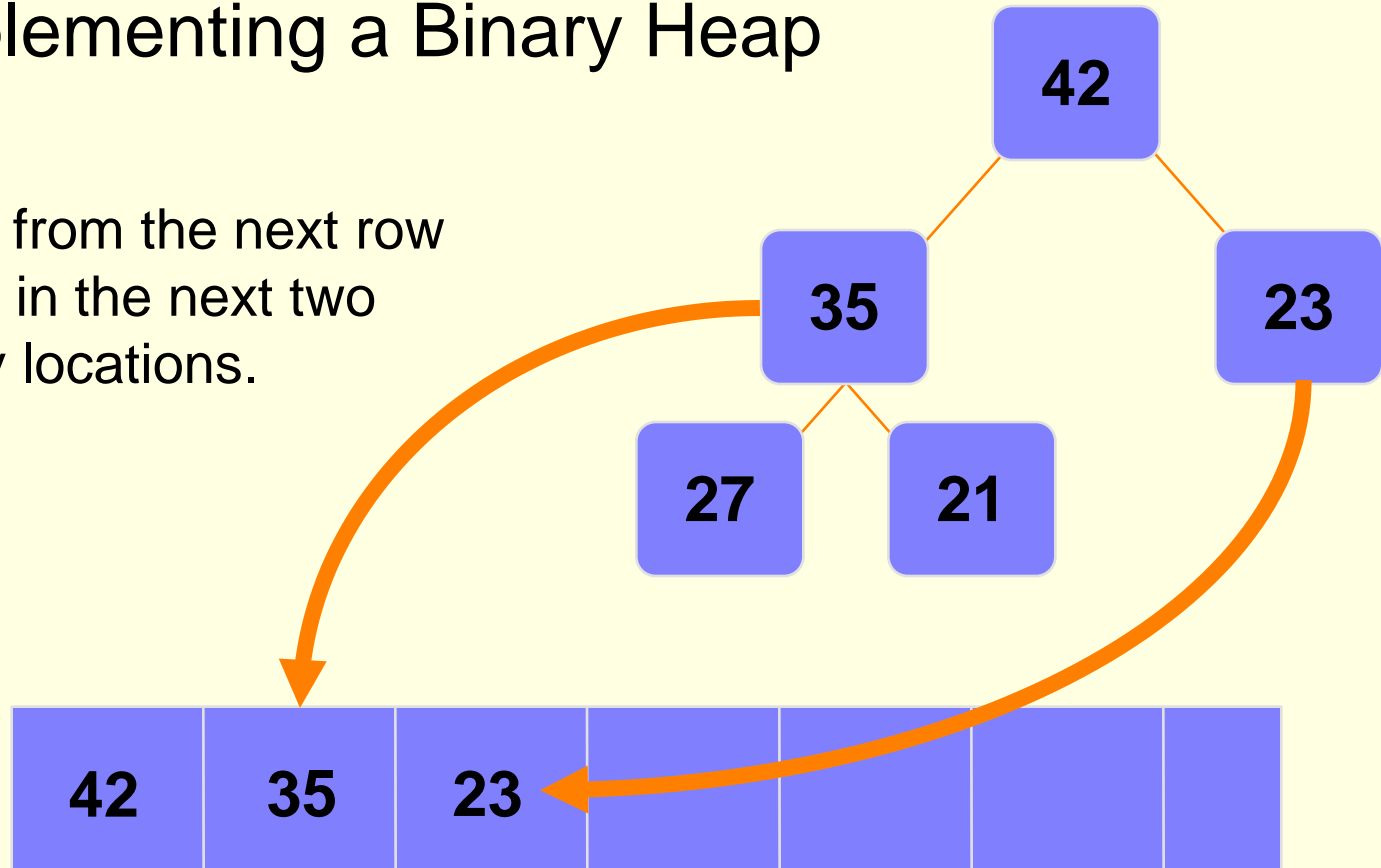 lementing a Binary Heap
from the next row
in the next two
locations.
42
35
23
27
21
42 35 23